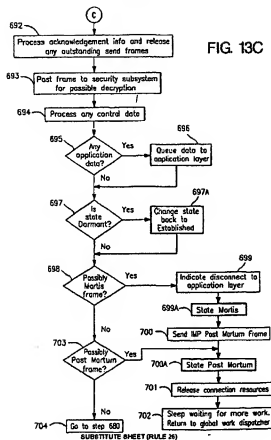 C
692
Process acknowledgement info and release
any outstanding send frames
FIG. 13C
693
Post frame to security subsystem
for possible decryption
694
Process any control data
695
Any
application
data?
Yes
696
Queue data to
application layer
No
697
Is
state
Dormant?
Yes
697A
Change state
back to
Established
No
698
Possibly
Mortis
frame?
Yes
699
Indicate disconnect to
application layer
699A
State Mortis
700
Send IMP Post Mortum frame
No
703
Possibly
Post Mortum
frame?
Yes
700A
State Post Mortum
701
Release connection resources
No
702
Sleep waiting for more work.
Return to global work dispatcher
704
Go to step 680
SUBSTITUTE SHEET (RULE 26)